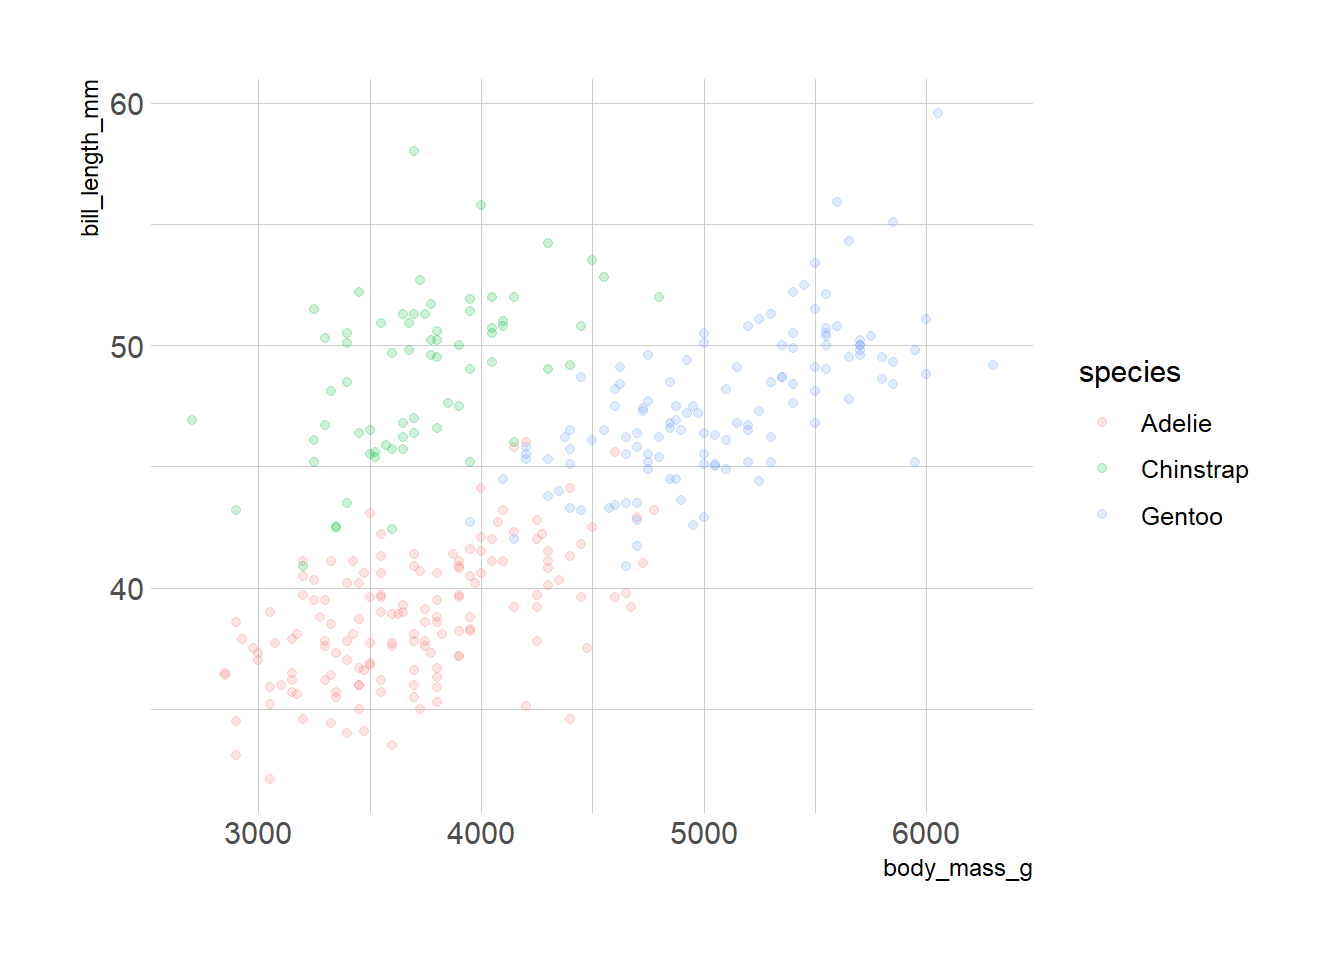 bill_length_mm
60
50
40
3000 4000 5000 6000
body_mass_g
species
Adelie
Chinstrap
Gentoo